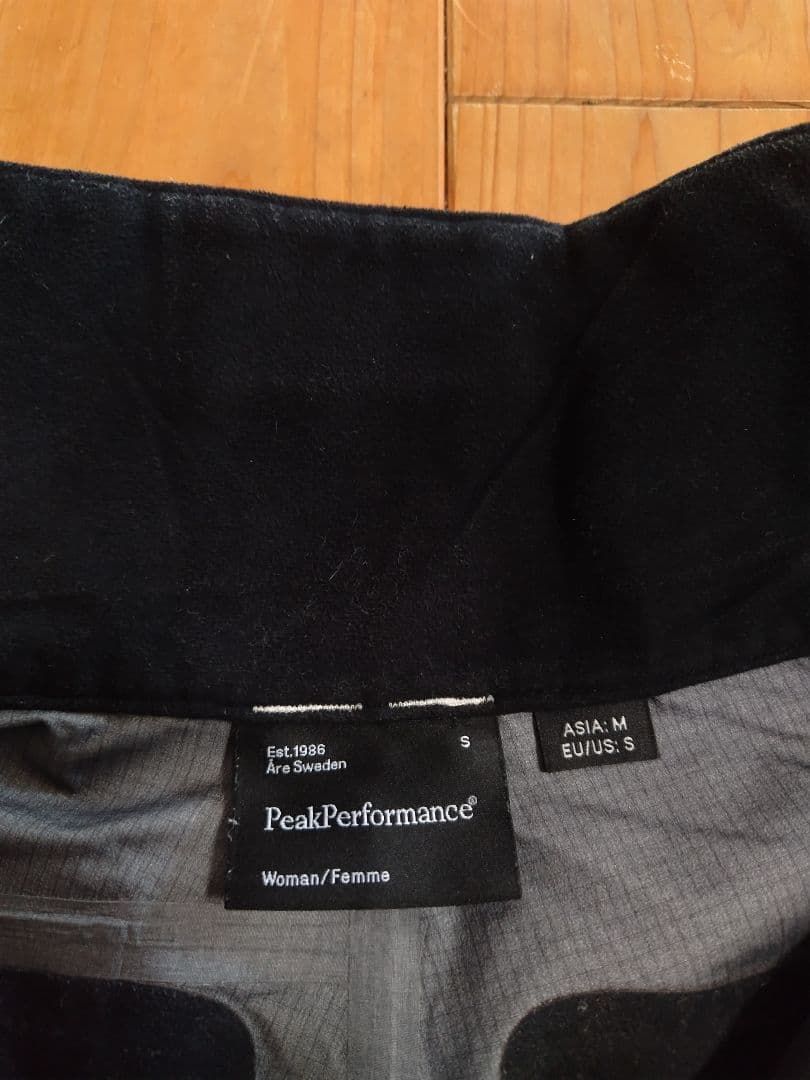 Est.1986
Åre Sweden
S
PeakPerformance®
Woman/Femme
ASIA: M
EU/US: S